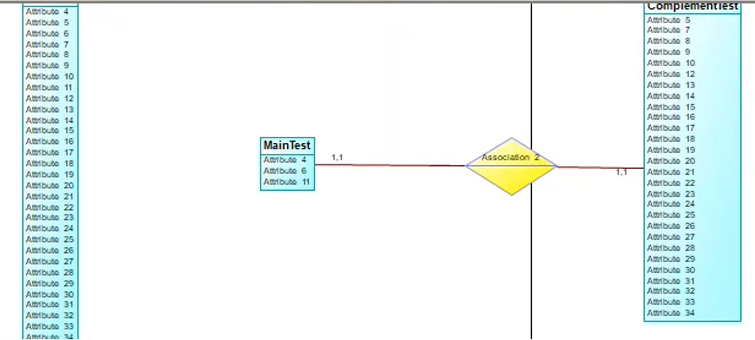 Attribute 4
Attribute 5
Attribute 6
Attribute 7
Attribute 8
Attribute 9
Attribute 10
Attribute 11
Attribute 12
Attribute 13
Attribute 14
Attribute 15
Attribute 16
Attribute 17
Attribute 18
Attribute 19
Attribute 20
Attribute 21
Attribute 22
Attribute 23
Attribute 24
Attribute 25
Attribute 26
Attribute 27
Attribute 28
Attribute 29
Attribute 30
Attribute 31
Attribute 32
Attribute 33
Attribute 34
MainTest
Attribute 4
Attribute 6
Attribute 11
1,1
Association 2
1,1
ComplementTest
Attribute 5
Attribute 7
Attribute 8
Attribute 9
Attribute 10
Attribute 12
Attribute 13
Attribute 14
Attribute 15
Attribute 16
Attribute 17
Attribute 18
Attribute 19
Attribute 20
Attribute 21
Attribute 22
Attribute 23
Attribute 24
Attribute 25
Attribute 26
Attribute 27
Attribute 28
Attribute 29
Attribute 30
Attribute 31
Attribute 32
Attribute 33
Attribute 34